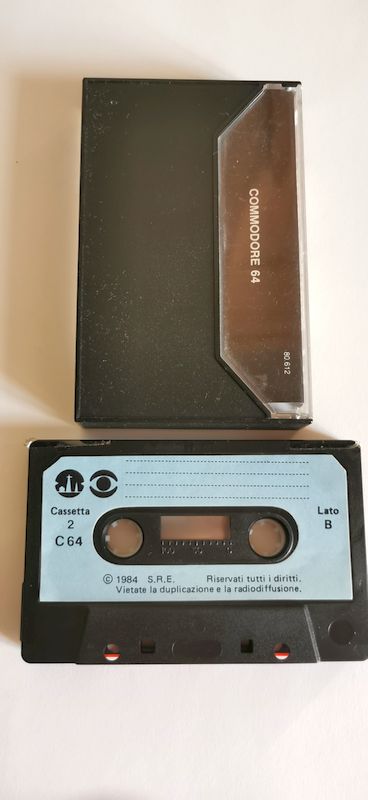 COMMODORE 64
80 612
Cassetta
2
C 64
Lato
B
100 50 0
© 1984 S.R.E. Riservati tutti i diritti.
Vietate la duplicazione e la radiodiffusione.